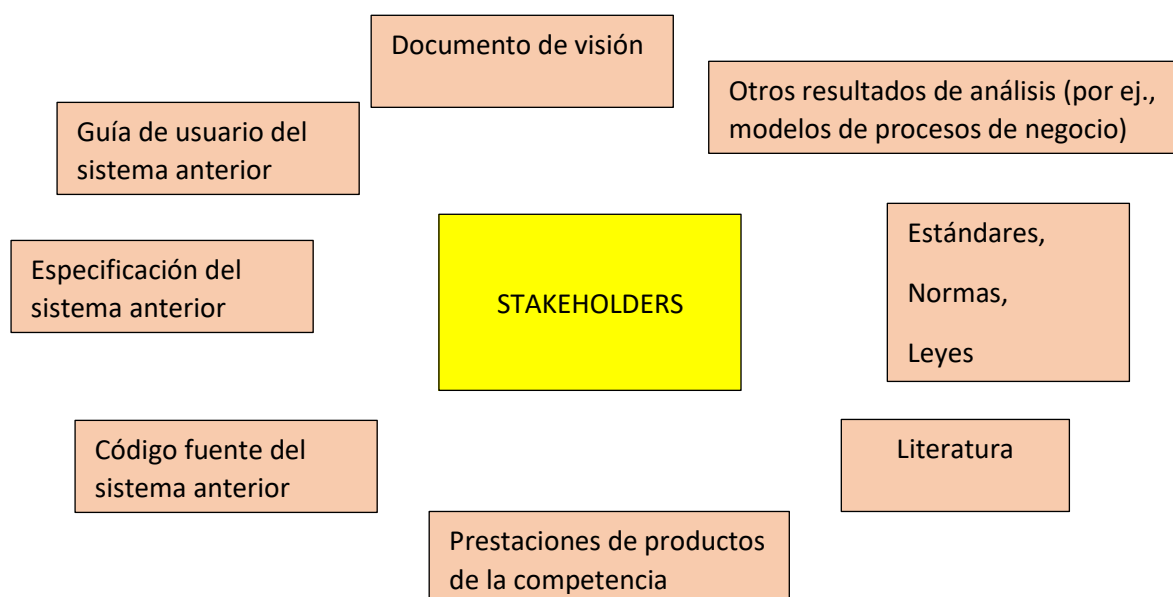 Documento de visión
Otros resultados de análisis (por ej.,
modelos de procesos de negocio)
Guía de usuario del
sistema anterior
Estándares,
Normas,
Leyes
Especificación del
sistema anterior
STAKEHOLDERS
Código fuente del
sistema anterior
Literatura
Prestaciones de productos
de la competencia